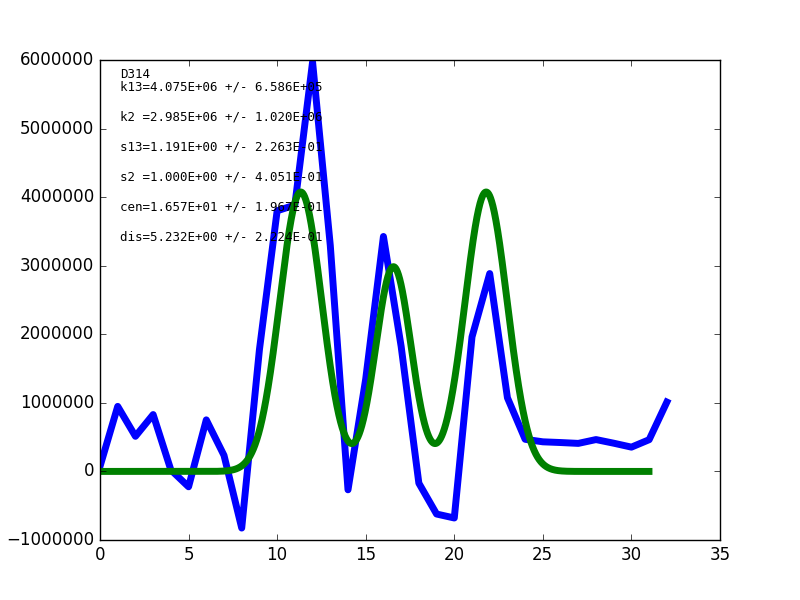 6000000
5000000
4000000
3000000
2000000
1000000
0
−1000000
D314
k13=4.075E+06 +/- 6.586E+05
k2 =2.985E+06 +/- 1.020E+06
s13=1.191E+00 +/- 2.263E-01
s2 =1.000E+00 +/- 4.051E-01
cen=1.657E+01 +/- 1.967E-01
dis=5.232E+00 +/- 2.224E-01
0 5 10 15 20 25 30 35